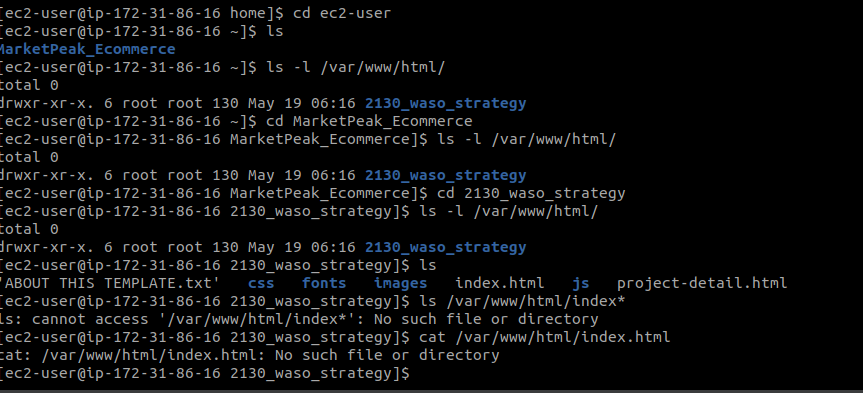 [ec2-user@ip-172-31-86-16 home]$ cd ec2-user
[ec2-user@ip-172-31-86-16 ~]$ ls
MarketPeak_Ecommerce
[ec2-user@ip-172-31-86-16 ~]$ ls -l /var/www/html/
total 0
drwxr-xr-x. 6 root root 130 May 19 06:16 2130_waso_strategy
[ec2-user@ip-172-31-86-16 ~]$ cd MarketPeak_Ecommerce
[ec2-user@ip-172-31-86-16 MarketPeak_Ecommerce]$ ls -l /var/www/html/
total 0
drwxr-xr-x. 6 root root 130 May 19 06:16 2130_waso_strategy
[ec2-user@ip-172-31-86-16 MarketPeak_Ecommerce]$ cd 2130_waso_strategy
[ec2-user@ip-172-31-86-16 2130_waso_strategy]$ ls -l /var/www/html/
total 0
drwxr-xr-x. 6 root root 130 May 19 06:16 2130_waso_strategy
[ec2-user@ip-172-31-86-16 2130_waso_strategy]$ ls
'ABOUT THIS TEMPLATE.txt' css fonts images index.html js project-detail.html
[ec2-user@ip-172-31-86-16 2130_waso_strategy]$ ls /var/www/html/index*
ls: cannot access '/var/www/html/index*': No such file or directory
[ec2-user@ip-172-31-86-16 2130_waso_strategy]$ cat /var/www/html/index.html
cat: /var/www/html/index.html: No such file or directory
[ec2-user@ip-172-31-86-16 2130_waso_strategy]$